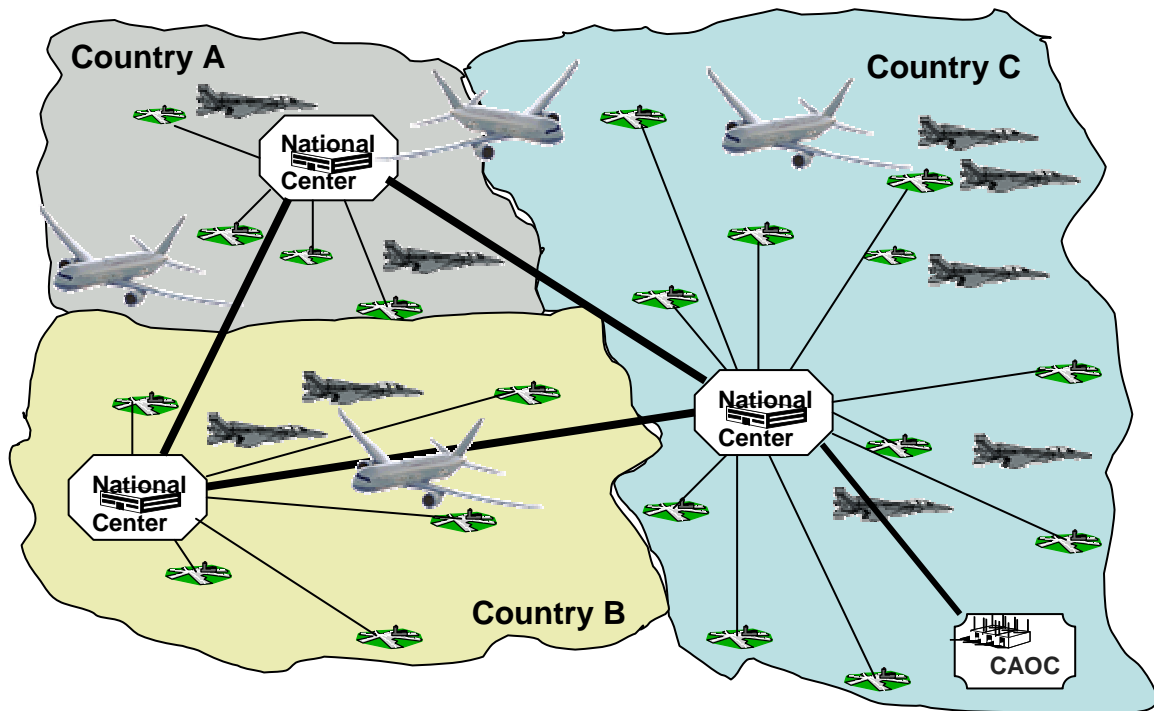 Country A
Country C
National
Center
National
Center
National
Center
Country B
CAOC